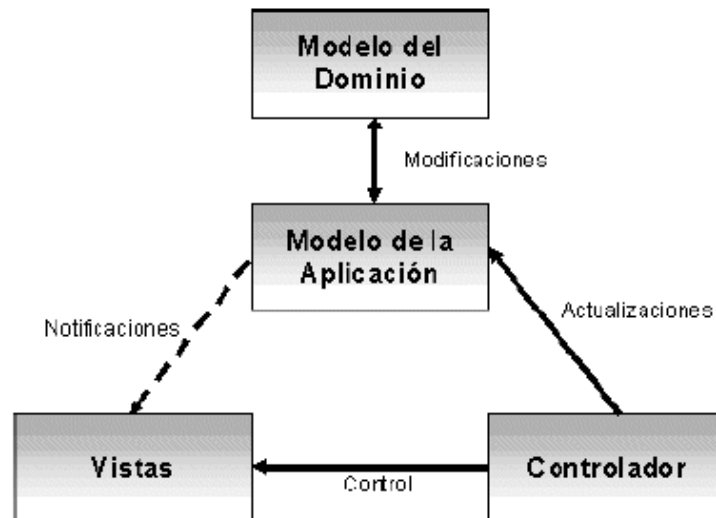 Modelo del
Dominio
Modificaciones
Modelo de la
Aplicación
Notificaciones
Actualizaciones
Vistas
Control
Controlador